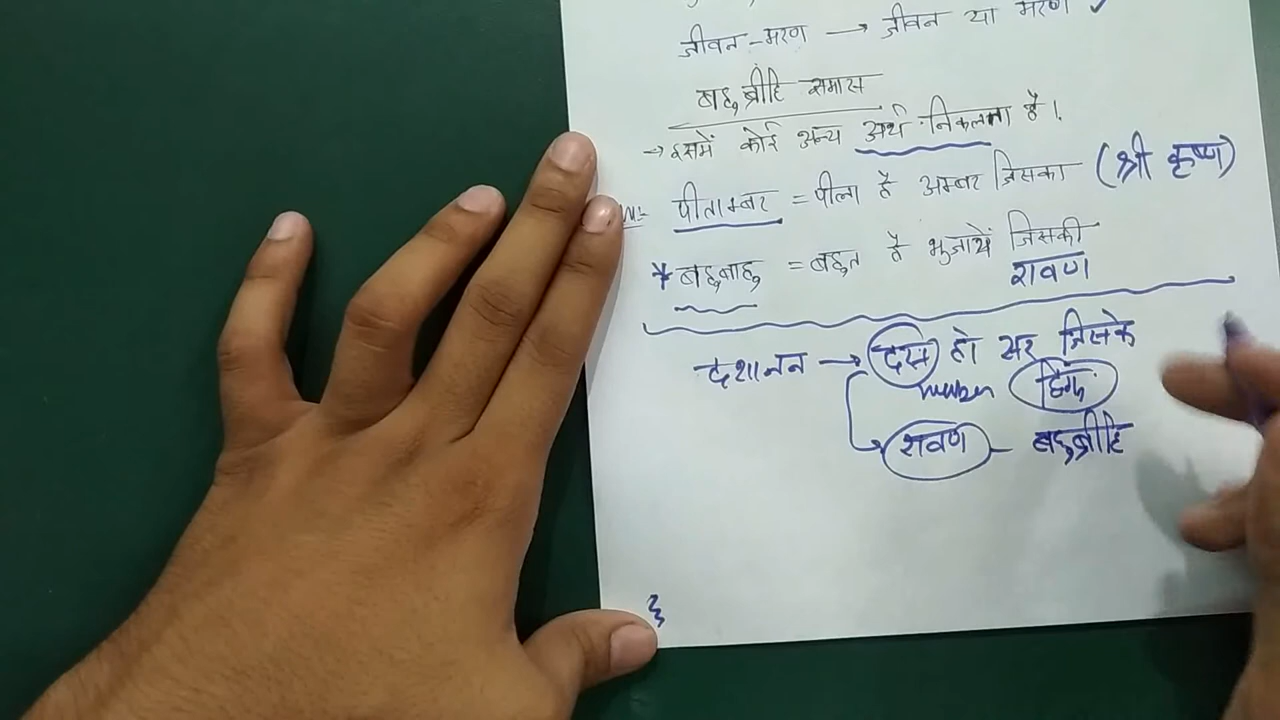 जीवन-मरण → जीवन या मरण ✓
बहुब्रीहि समास
→ इसमें कोई अन्य अर्थ निकलता है।
पीताम्बर = पीला है अम्बर जिसका (श्री कृष्ण)
* बहुबाहु = बहुत है भुजायें जिसकी
रावण
दशानन → दस हो सर जिसके
number द्विगु
रावण - बहुब्रीहि